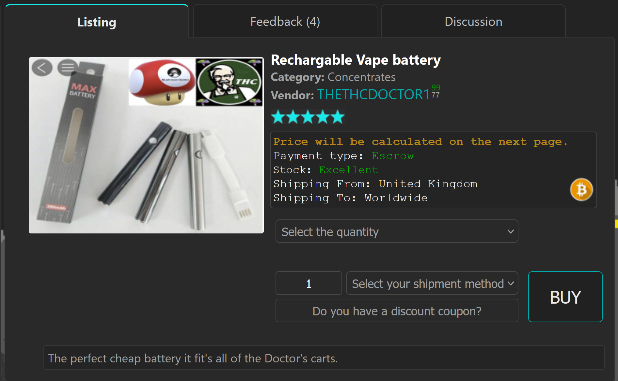 Listing
Feedback (4)
Discussion
MAX
BATTERY
THC
Rechargable Vape battery
Category: Concentrates
Vendor: THETHCDOCTOR1 99 77
Price will be calculated on the next page.
Payment type: Escrow
Stock: Excellent
Shipping From: United Kingdom
Shipping To: Worldwide
Select the quantity
1
Select your shipment method
BUY
Do you have a discount coupon?
The perfect cheap battery it fit's all of the Doctor's carts.